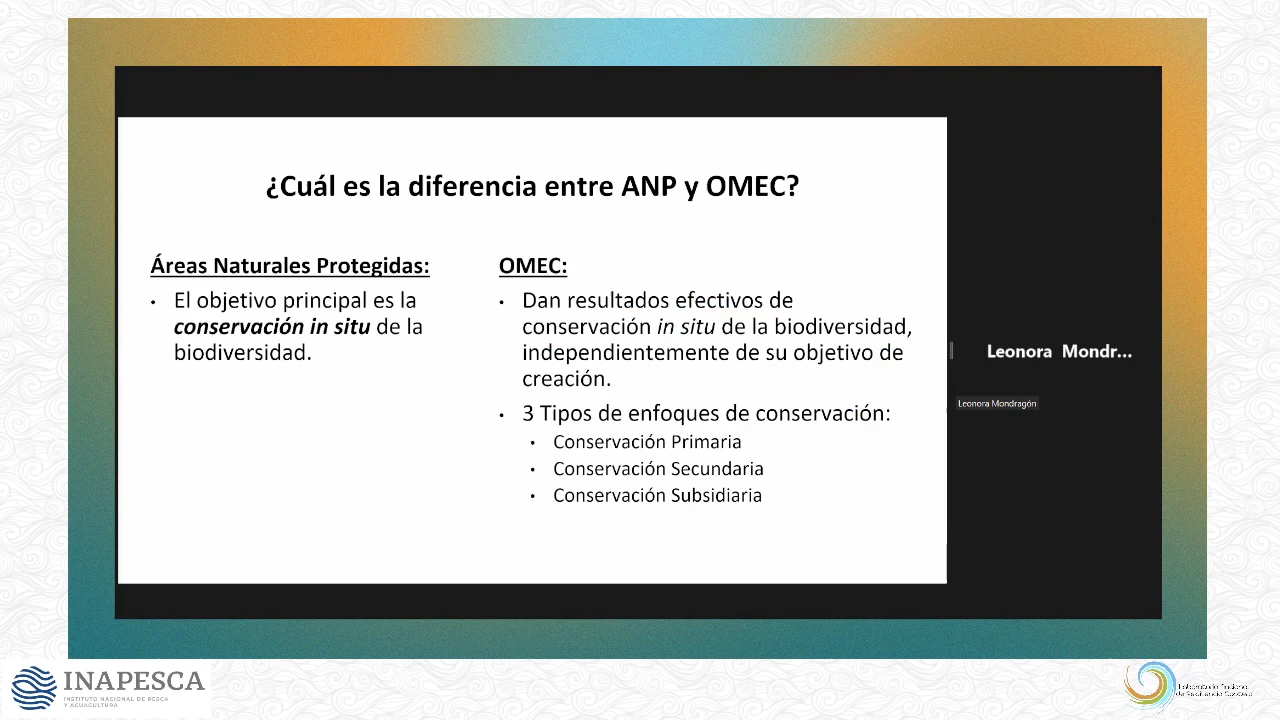 ¿Cuál es la diferencia entre ANP y OMEC?
Áreas Naturales Protegidas:
• El objetivo principal es la
conservación in situ de la
biodiversidad.
OMEC:
• Dan resultados efectivos de
conservación in situ de la biodiversidad,
independientemente de su objetivo de
creación.
• 3 Tipos de enfoques de conservación:
• Conservación Primaria
• Conservación Secundaria
• Conservación Subsidiaria
Leonora Mondr...
Leonora Mondragón
INAPESCA
INSTITUTO NACIONAL DE PESCA
Y ACUACULTURA